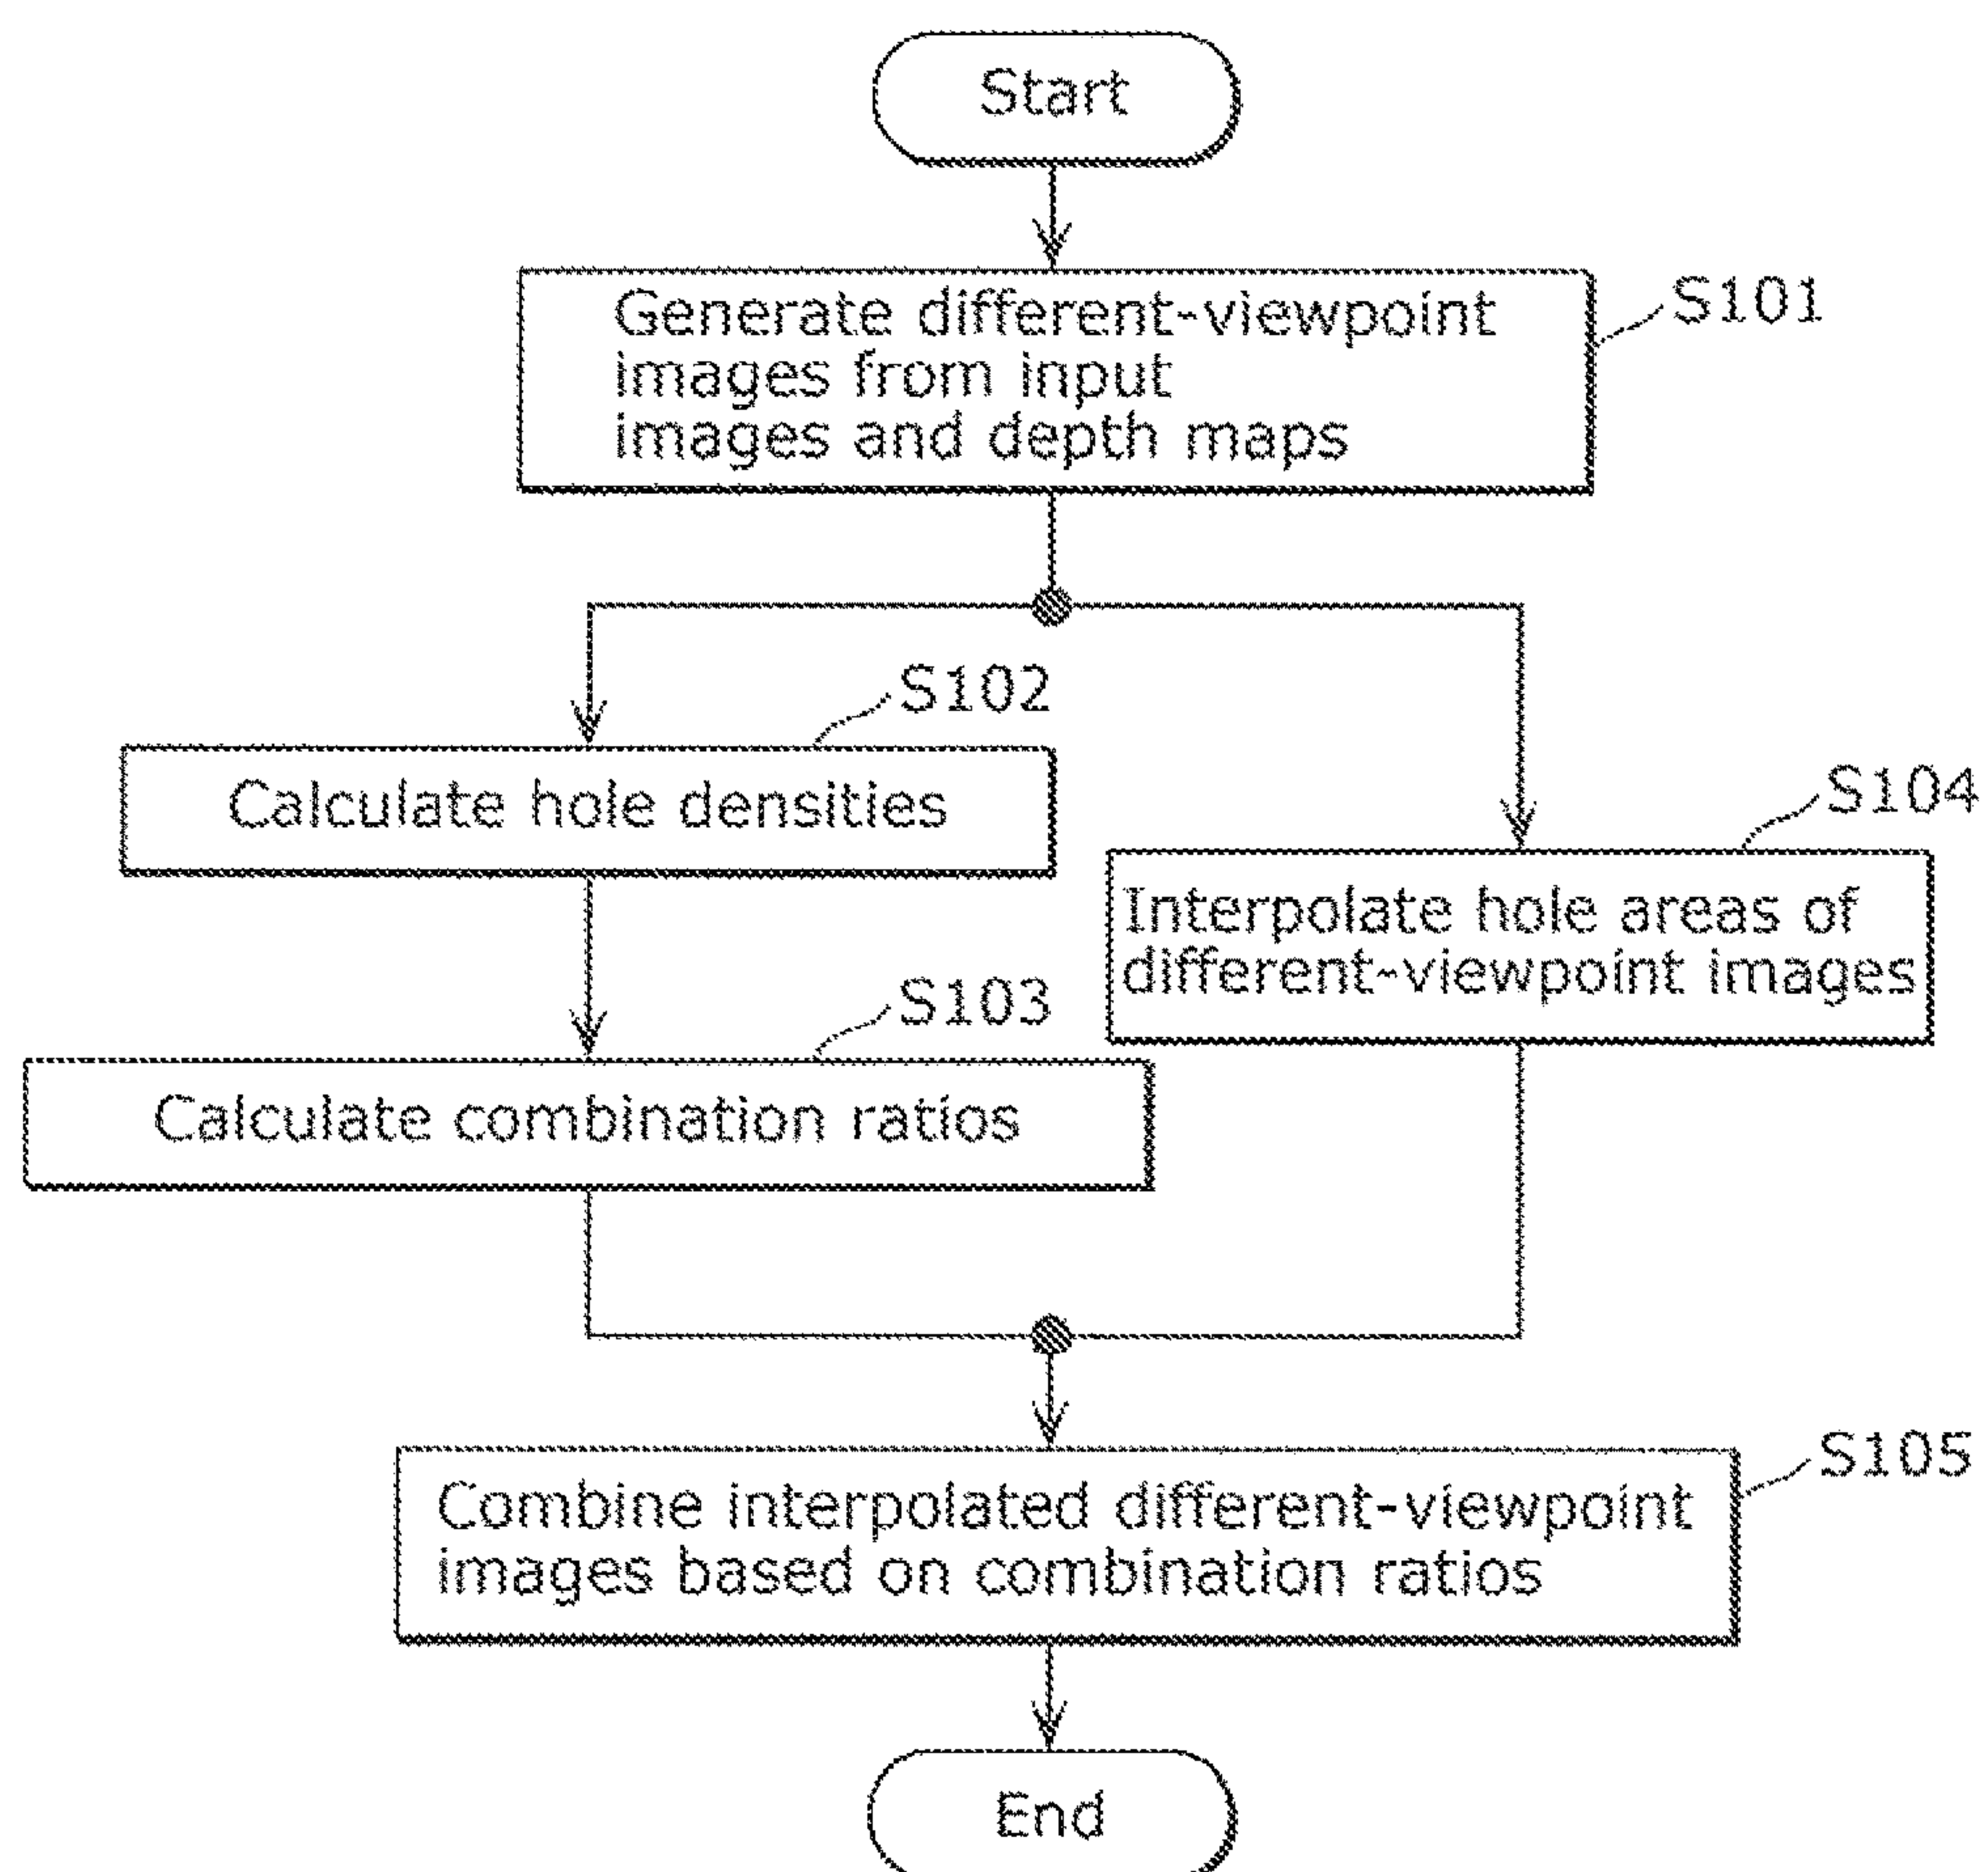 Start
Generate different-viewpoint
images from input
images and depth maps
S101
S102
Calculate hole densities
S104
Interpolate hole areas of
different-viewpoint images
S103
Calculate combination ratios
S105
Combine interpolated different-viewpoint
images based on combination ratios
End